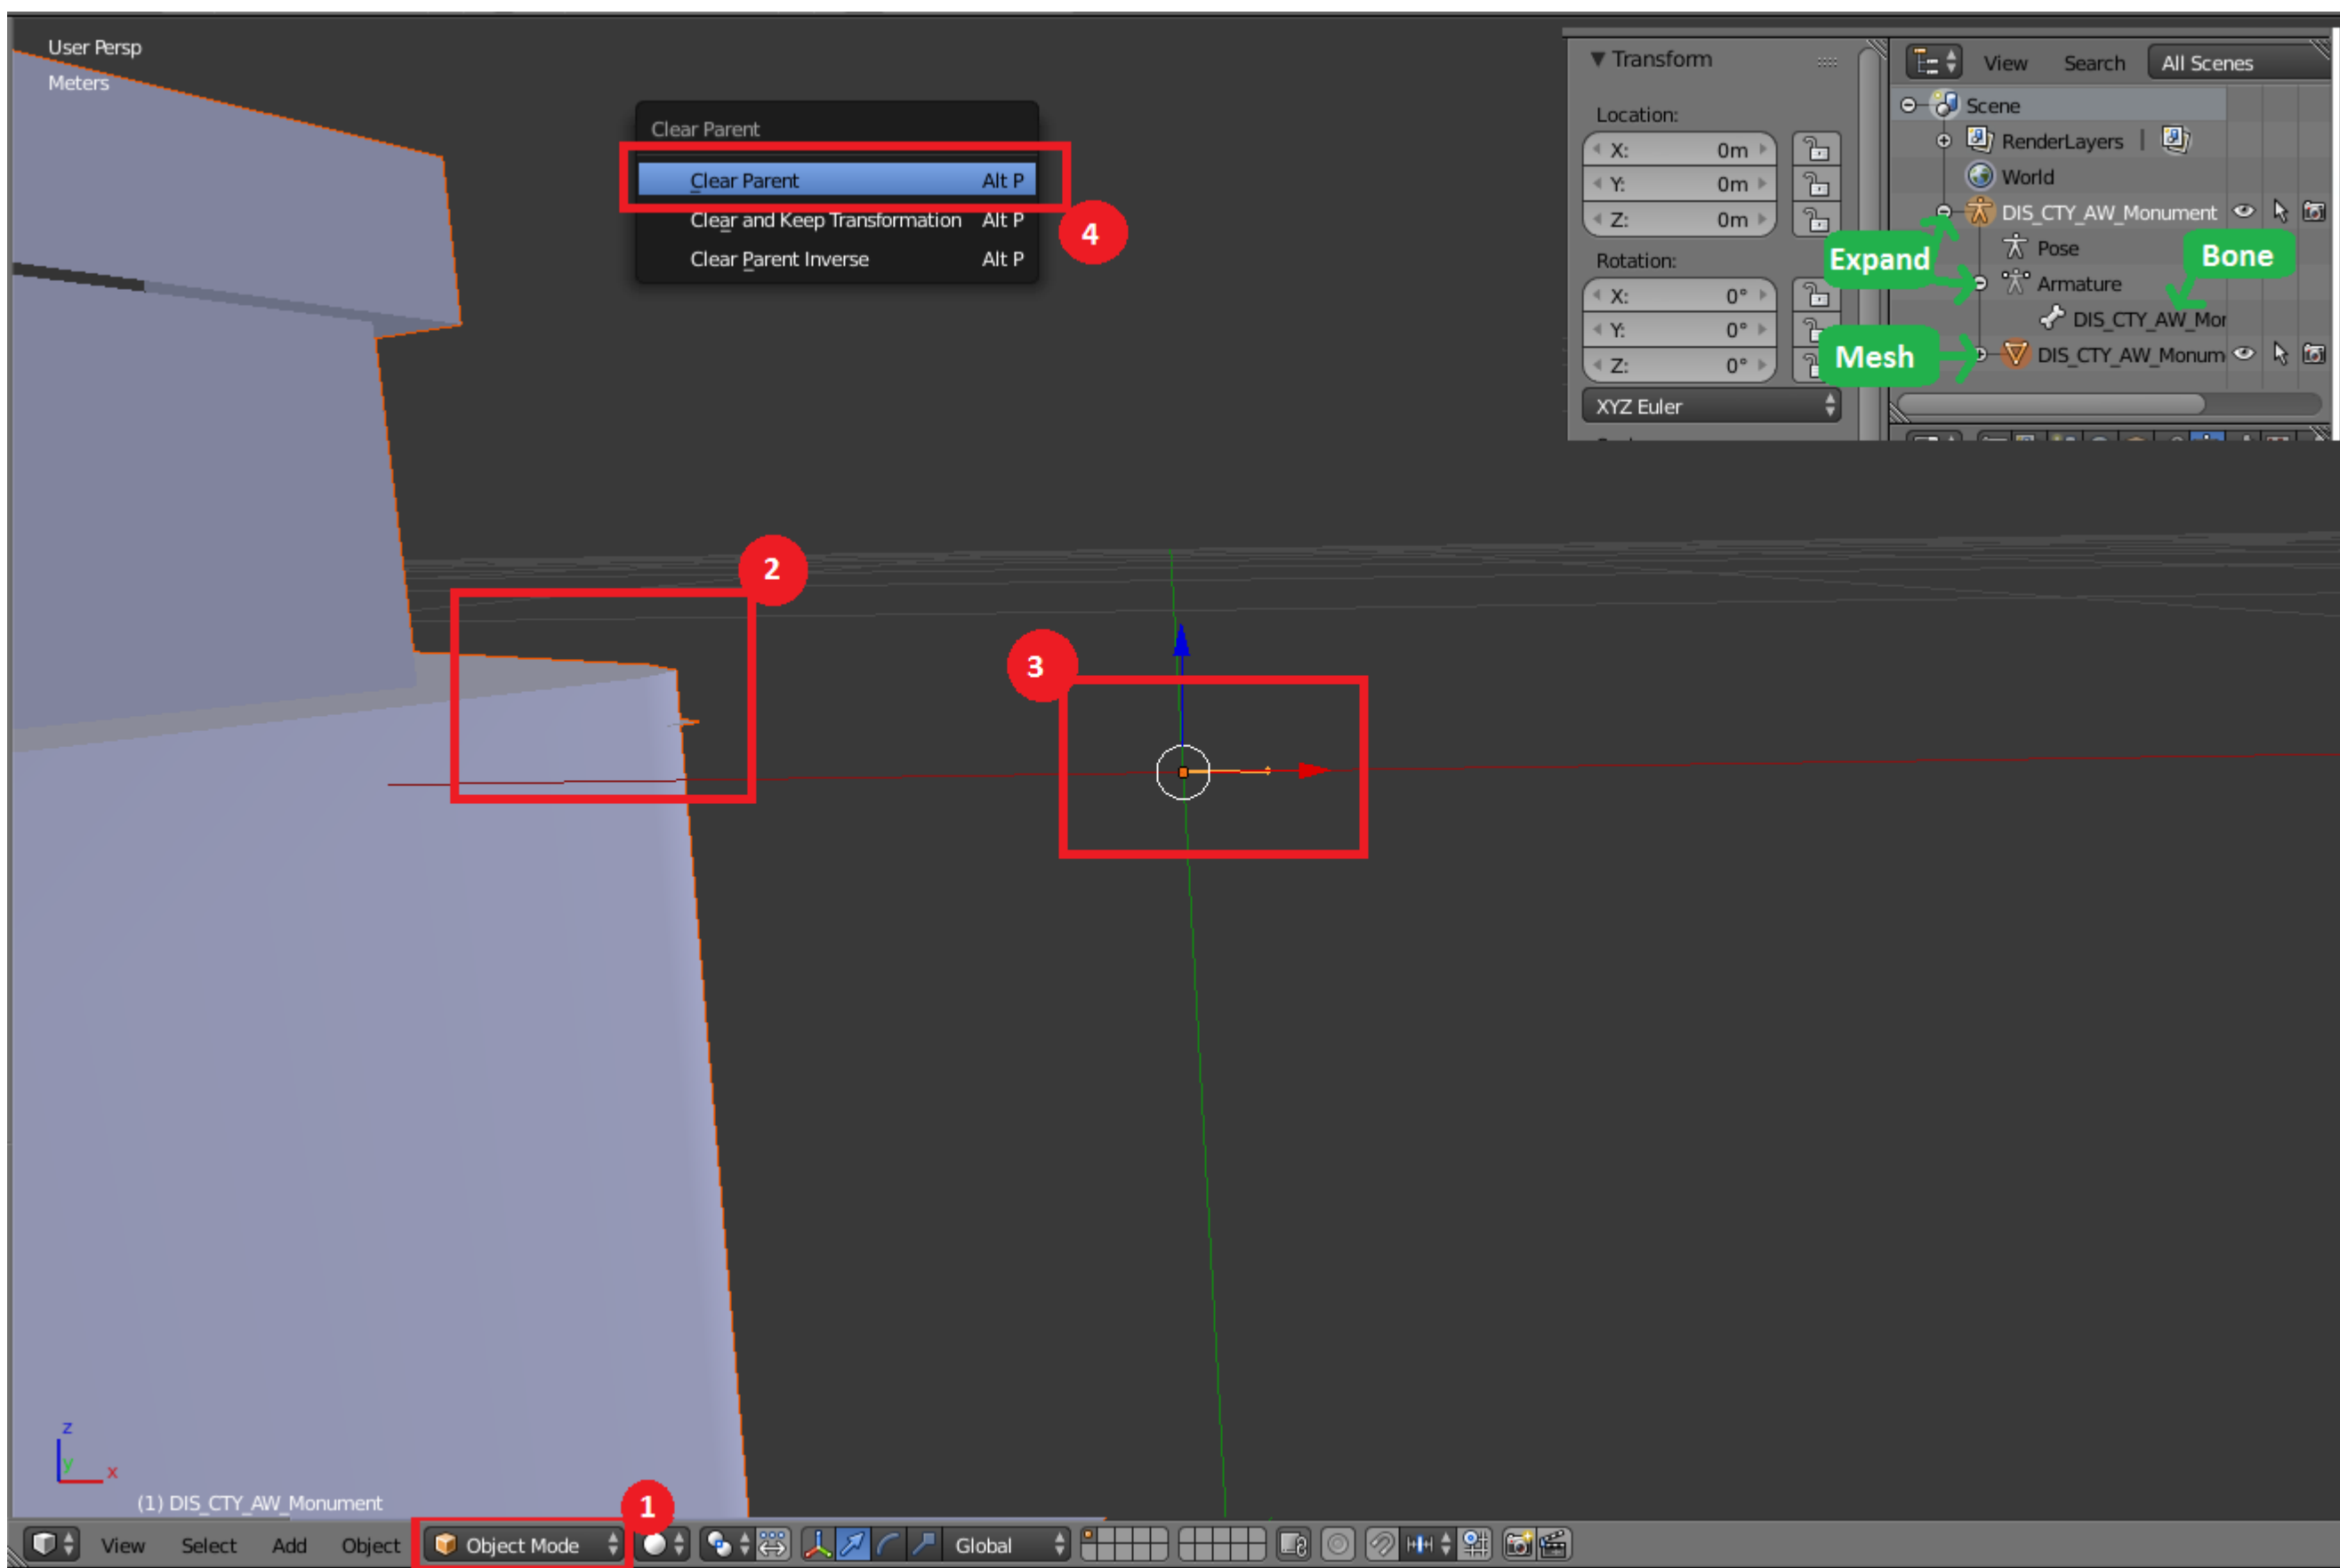 User Persp
Meters
Clear Parent
Clear Parent Alt P
Clear and Keep Transformation Alt P
Clear Parent Inverse Alt P
4
Transform
Location:
X: 0m
Y: 0m
Z: 0m
Rotation:
X: 0°
Y: 0°
Z: 0°
XYZ Euler
View Search All Scenes
Scene
RenderLayers
World
DIS_CTY_AW_Monument
Pose
Armature
DIS_CTY_AW_Mor
DIS_CTY_AW_Monum
Expand
Bone
Mesh
2
3
z
y
x
(1) DIS_CTY_AW_Monument
1
View Select Add Object Object Mode Global